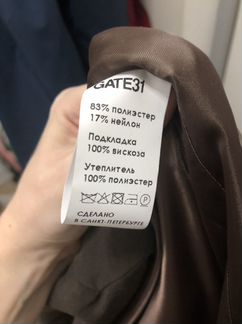 GATE31
83% полиэстер
17% нейлон
Подкладка
100% вискоза
Утеплитель
100% полиэстер
P
СДЕЛАНО
В САНКТ-ПЕТЕРБУРГЕ